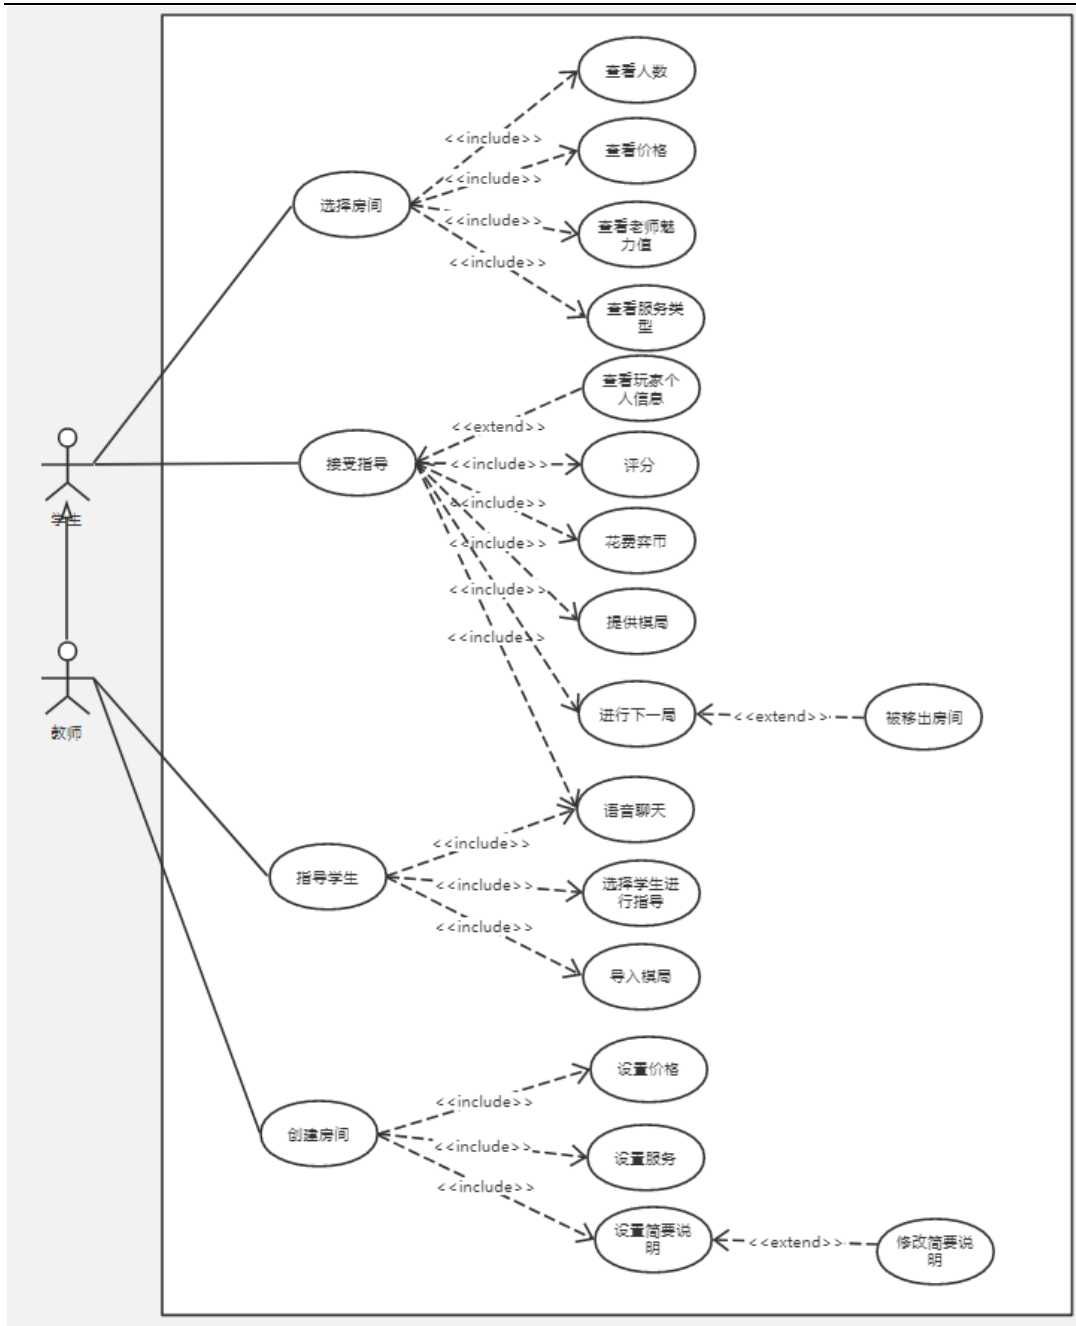 查看人数
<<include>>
查看价格
<<include>>
选择房间
<<include>>
查看老师魅
力值
<<include>>
查看服务类
型
查看玩家个
人信息
<<extend>>
接受指导
<<include>>
评分
<<include>>
学生
花费弈币
<<include>>
<<include>>
提供棋局
<<include>>
进行下一局
<<extend>>
被移出房间
教师
语音聊天
<<include>>
指导学生
<<include>>
选择学生进
行指导
<<include>>
导入棋局
设置价格
<<include>>
创建房间
<<include>>
设置服务
<<include>>
设置简要说
明
<<extend>>
修改简要说
明